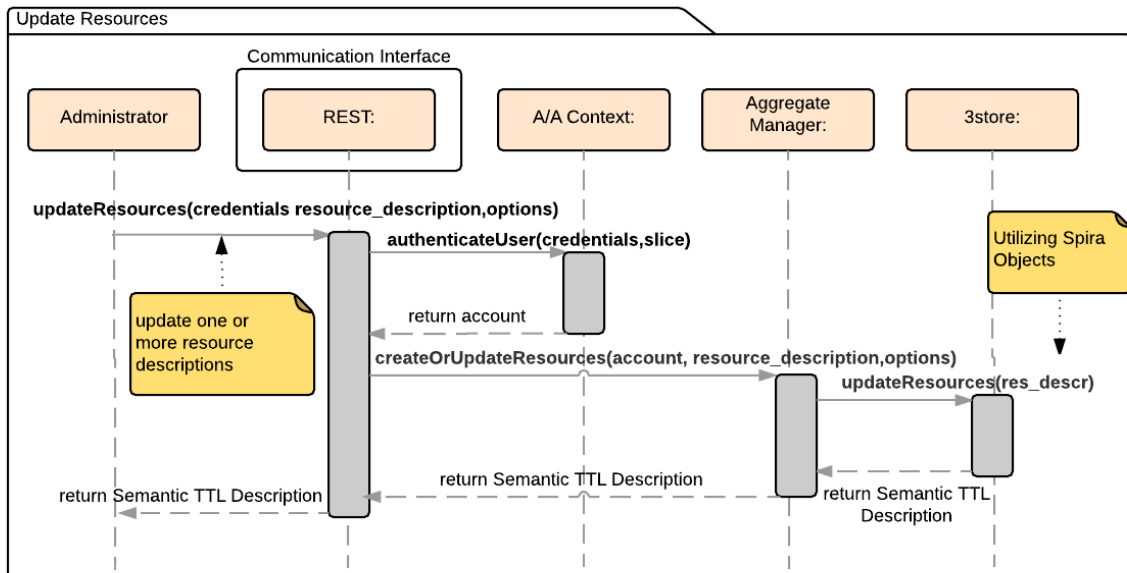 Update Resources
Communication Interface
Administrator
REST:
A/A Context:
Aggregate
Manager:
3store:
updateResources(credentials resource_description,options)
authenticateUser(credentials,slice)
Utilizing Spira
Objects
update one or
more resource
descriptions
return account
createOrUpdateResources(account, resource_description,options)
updateResources(res_descr)
return Semantic TTL Description
return Semantic TTL Description
return Semantic TTL
Description